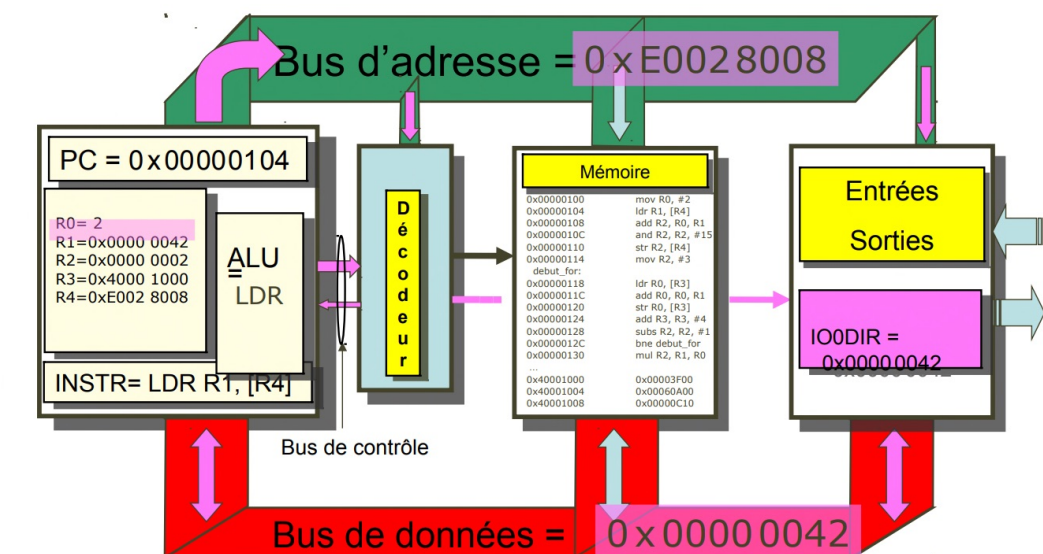 Bus d'adresse = 0xE0028008
PC = 0x00000104
R0= 2
R1=0x0000 0042
R2=0x0000 0002
R3=0x4000 1000
R4=0xE002 8008
ALU
=
LDR
INSTR= LDR R1, [R4]
Bus de contrôle
Décodeur
Mémoire
0x00000100 mov R0, #2
0x00000104 ldr R1, [R4]
0x00000108 add R2, R0, R1
0x0000010C and R2, R2, #15
0x00000110 str R2, [R4]
0x00000114 mov R2, #3
debut_for:
0x00000118 ldr R0, [R3]
0x0000011C add R0, R0, R1
0x00000120 str R0, [R3]
0x00000124 add R3, R3, #4
0x00000128 subs R2, R2, #1
0x0000012C bne debut_for
0x00000130 mul R2, R1, R0
...
0x40001000 0x00003F00
0x40001004 0x00060A00
0x40001008 0x00000C10
Entrées
Sorties
IO0DIR =
0x00000042
Bus de données = 0x00000042